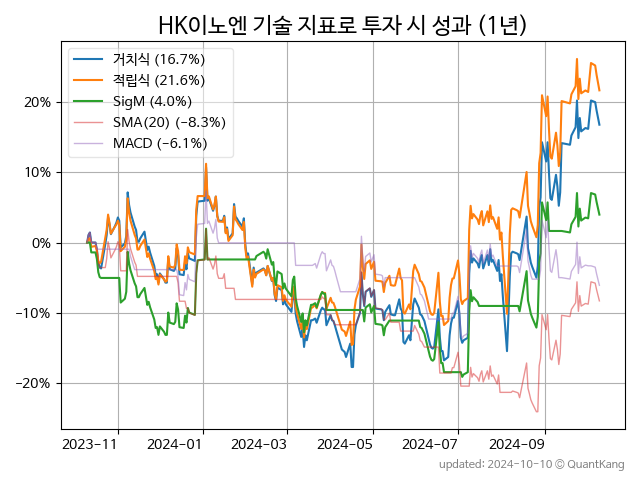 HK이노엔 기술 지표로 투자 시 성과 (1년)
거치식 (16.7%)
적립식 (21.6%)
SigM (4.0%)
SMA(20) (−8.3%)
MACD (−6.1%)
20%
10%
0%
−10%
−20%
2023−11 2024−01 2024−03 2024−05 2024−07 2024−09
updated: 2024-10-10 © QuantKang